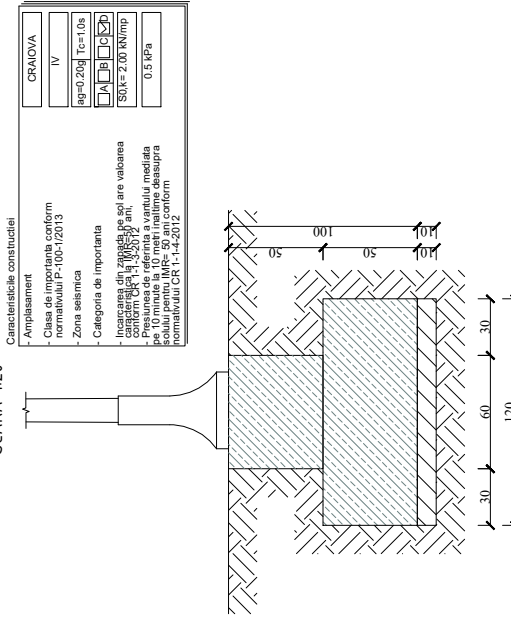 Caracteristicile constructiei
- Amplasament
CRAIOVA
- Clasa de importanta conform
normativului P-100-1/2013
IV
- Zona seismica
ag=0.20g Tc=1.0s
- Categoria de importanta
A B C D
- Incarcarea din zapada pe sol are valoarea
caracteristica la IMR=50 ani,
conform CR 1-1-3-2012
S0,k= 2.00 kN/mp
- Presiunea de referinta a vantului mediata
pe 10 minute la 10 metri inaltime deasupra
solului pentru IMR= 50 ani conform
normativului CR 1-1-4-2012
0.5 kPa
50
100
50
10
10
30
60
30
120